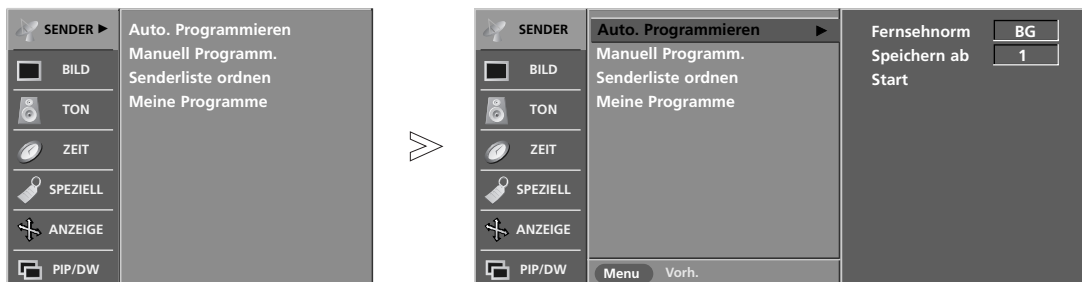 SENDER ►
BILD
TON
ZEIT
SPEZIELL
ANZEIGE
PIP/DW
Auto. Programmieren
Manuell Programm.
Senderliste ordnen
Meine Programme
SENDER
BILD
TON
ZEIT
SPEZIELL
ANZEIGE
PIP/DW
Auto. Programmieren ►
Manuell Programm.
Senderliste ordnen
Meine Programme
Menu Vorh.
Fernsehnorm BG
Speichern ab 1
Start